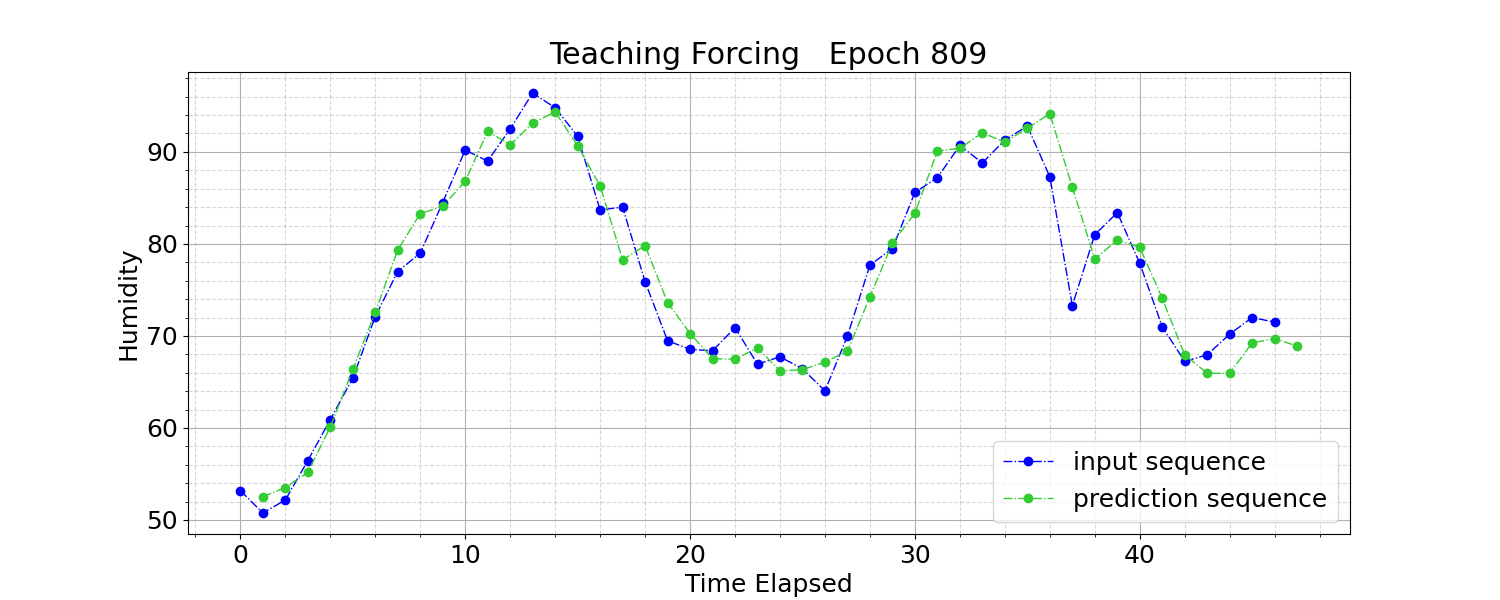 Teaching Forcing   Epoch 809
Humidity
90
80
70
60
50
0 10 20 30 40
Time Elapsed
input sequence
prediction sequence